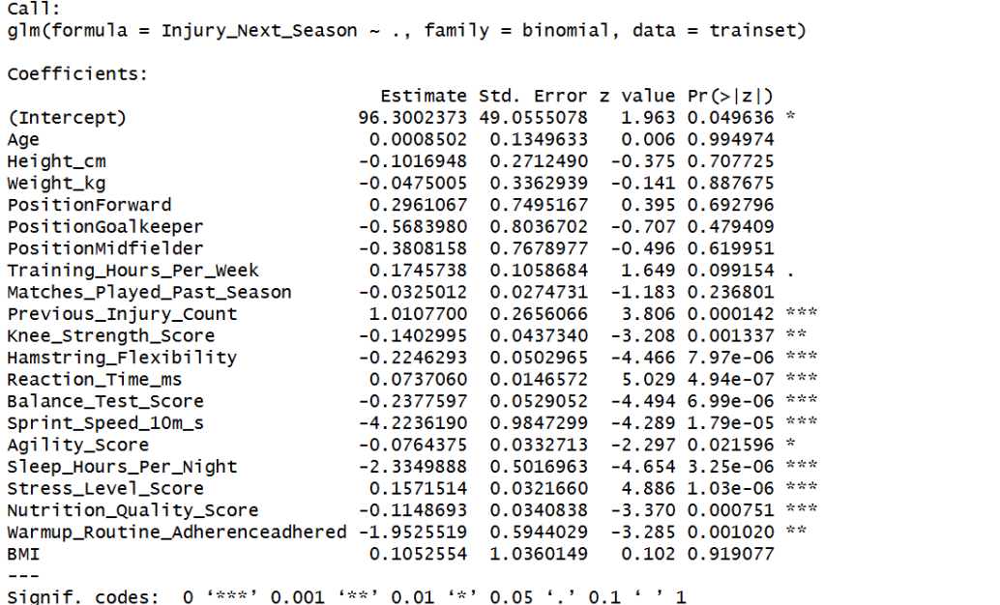 Call:
glm(formula = Injury_Next_Season ~ ., family = binomial, data = trainset)
Coefficients:
Estimate Std. Error z value Pr(>|z|)
(Intercept) 96.3002373 49.0555078 1.963 0.049636 *
Age 0.0008502 0.1349633 0.006 0.994974
Height_cm -0.1016948 0.2712490 -0.375 0.707725
Weight_kg -0.0475005 0.3362939 -0.141 0.887675
PositionForward 0.2961067 0.7495167 0.395 0.692796
PositionGoalkeeper -0.5683980 0.8036702 -0.707 0.479409
PositionMidfielder -0.3808158 0.7678977 -0.496 0.619951
Training_Hours_Per_Week 0.1745738 0.1058684 1.649 0.099154 .
Matches_Played_Past_Season -0.0325012 0.0274731 -1.183 0.236801
Previous_Injury_Count 1.0107700 0.2656066 3.806 0.000142 ***
Knee_Strength_Score -0.1402995 0.0437340 -3.208 0.001337 **
Hamstring_Flexibility -0.2246293 0.0502965 -4.466 7.97e-06 ***
Reaction_Time_ms 0.0737060 0.0146572 5.029 4.94e-07 ***
Balance_Test_Score -0.2377597 0.0529052 -4.494 6.99e-06 ***
Sprint_Speed_10m_s -4.2236190 0.9847299 -4.289 1.79e-05 ***
Agility_Score -0.0764375 0.0332713 -2.297 0.021596 *
Sleep_Hours_Per_Night -2.3349888 0.5016963 -4.654 3.25e-06 ***
Stress_Level_Score 0.1571514 0.0321660 4.886 1.03e-06 ***
Nutrition_Quality_Score -0.1148693 0.0340838 -3.370 0.000751 ***
Warmup_Routine_Adherenceadhered -1.9525519 0.5944029 -3.285 0.001020 **
BMI 0.1052554 1.0360149 0.102 0.919077
---
Signif. codes: 0 ‘***’ 0.001 ‘**’ 0.01 ‘*’ 0.05 ‘.’ 0.1 ‘ ’ 1